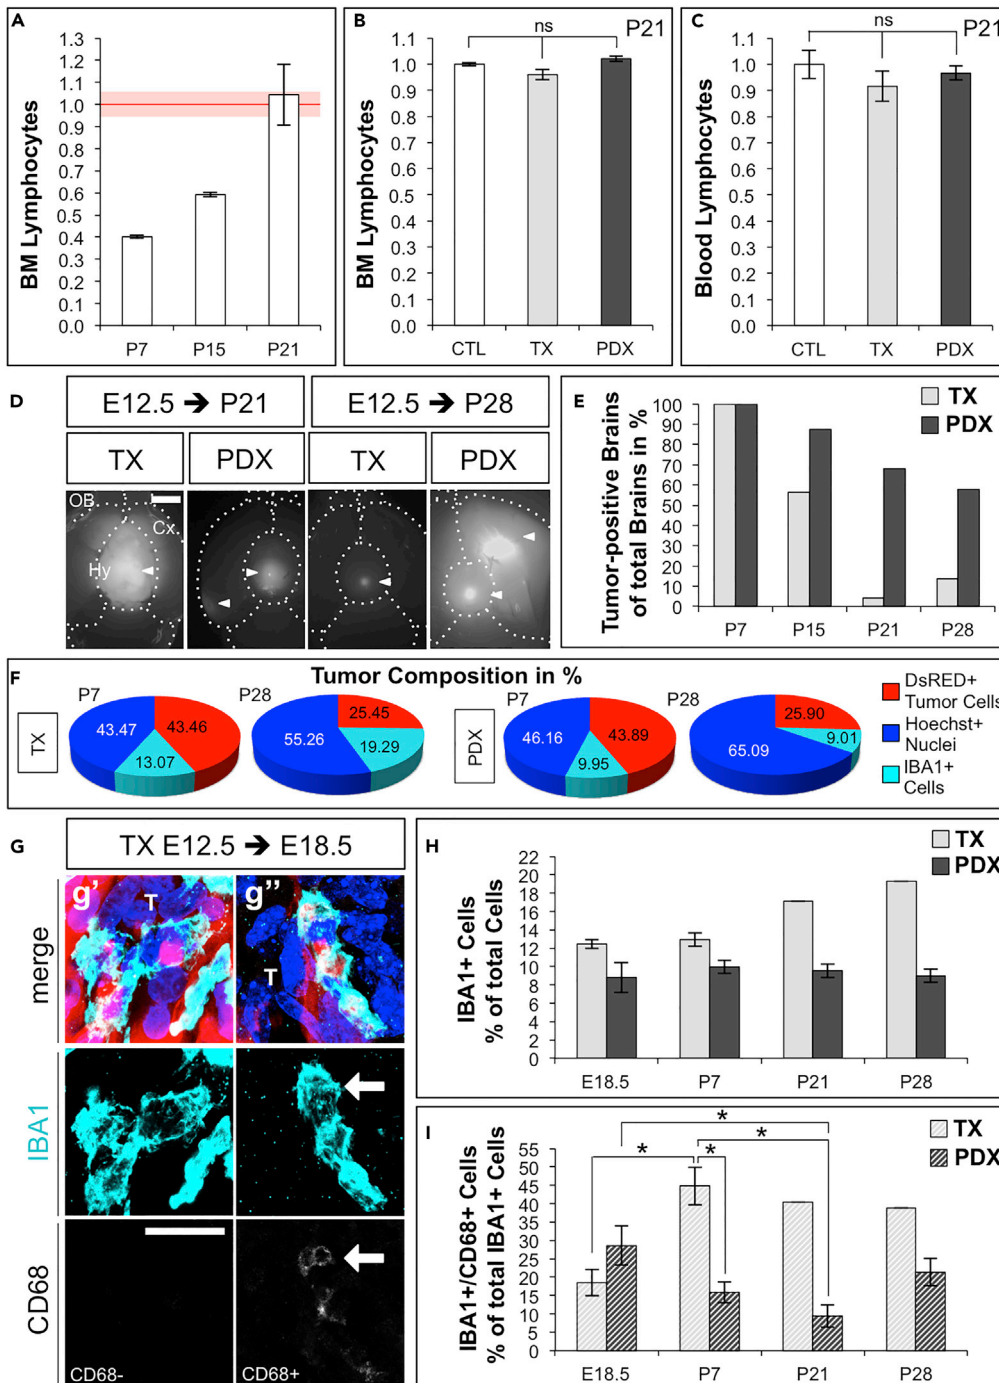 A
BM Lymphocytes
1.3
1.2
1.1
1.0
0.9
0.8
0.7
0.6
0.5
0.4
0.3
0.2
0.1
0.0
P7 P15 P21
B
ns
P21
BM Lymphocytes
1.1
1.0
0.9
0.8
0.7
0.6
0.5
0.4
0.3
0.2
0.1
0.0
CTL TX PDX
C
ns
P21
Blood Lymphocytes
1.1
1.0
0.9
0.8
0.7
0.6
0.5
0.4
0.3
0.2
0.1
0.0
CTL TX PDX
D
E12.5 ➔ P21
E12.5 ➔ P28
TX PDX TX PDX
OB
Cx
Hy
E
TX
PDX
Tumor-positive Brains
of total Brains in %
100
90
80
70
60
50
40
30
20
10
0
P7 P15 P21 P28
F
Tumor Composition in %
TX
P7
43.47 43.46
13.07
P28
25.45
55.26
19.29
PDX
P7
46.16 43.89
9.95
P28
25.90
9.01
65.09
DsRED+
Tumor Cells
Hoechst+
Nuclei
IBA1+
Cells
G
TX E12.5 ➔ E18.5
merge
g'
T
g''
T
IBA1
CD68
CD68-
CD68+
H
TX
PDX
IBA1+ Cells
% of total Cells
22
20
18
16
14
12
10
8
6
4
2
0
E18.5 P7 P21 P28
I
TX
PDX
*
*
*
*
IBA1+/CD68+ Cells
% of total IBA1+ Cells
55
50
45
40
35
30
25
20
15
10
5
0
E18.5 P7 P21 P28